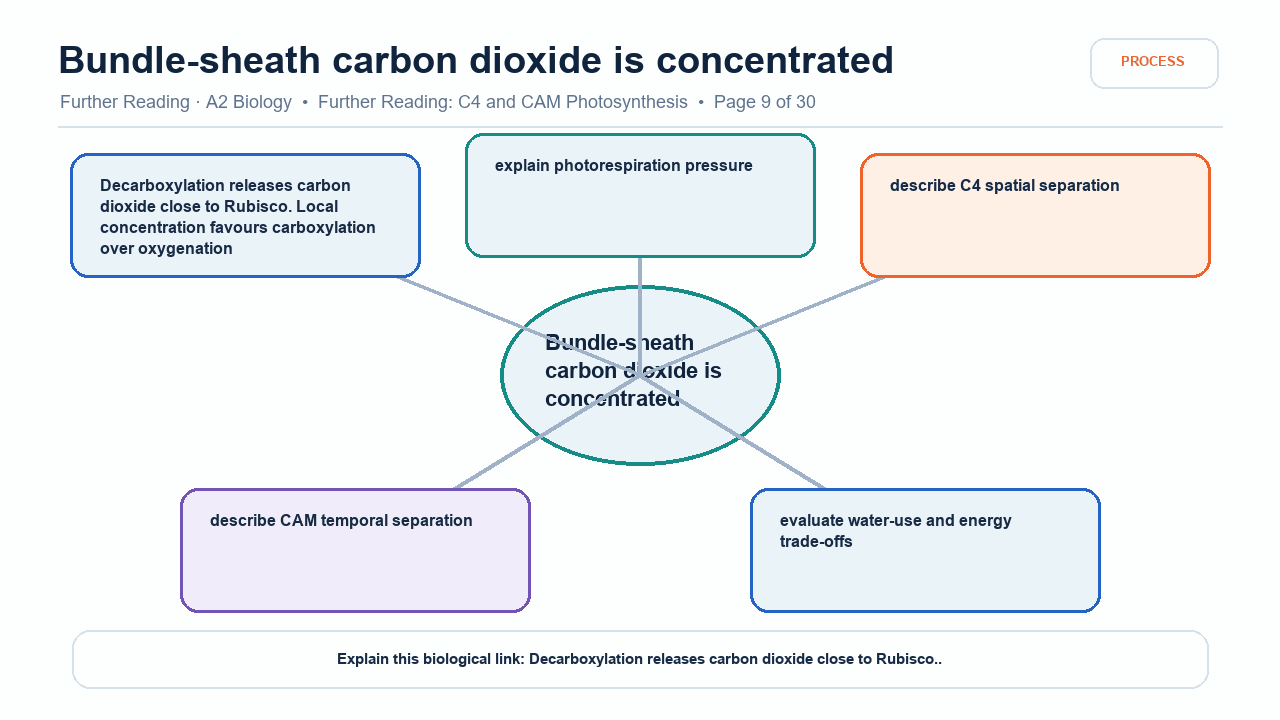 Bundle-sheath carbon dioxide is concentrated
PROCESS
Further Reading · A2 Biology • Further Reading: C4 and CAM Photosynthesis • Page 9 of 30
Decarboxylation releases carbon
dioxide close to Rubisco. Local
concentration favours carboxylation
over oxygenation
explain photorespiration pressure
describe C4 spatial separation
Bundle-sheath
carbon dioxide is
concentrated
describe CAM temporal separation
evaluate water-use and energy
trade-offs
Explain this biological link: Decarboxylation releases carbon dioxide close to Rubisco..